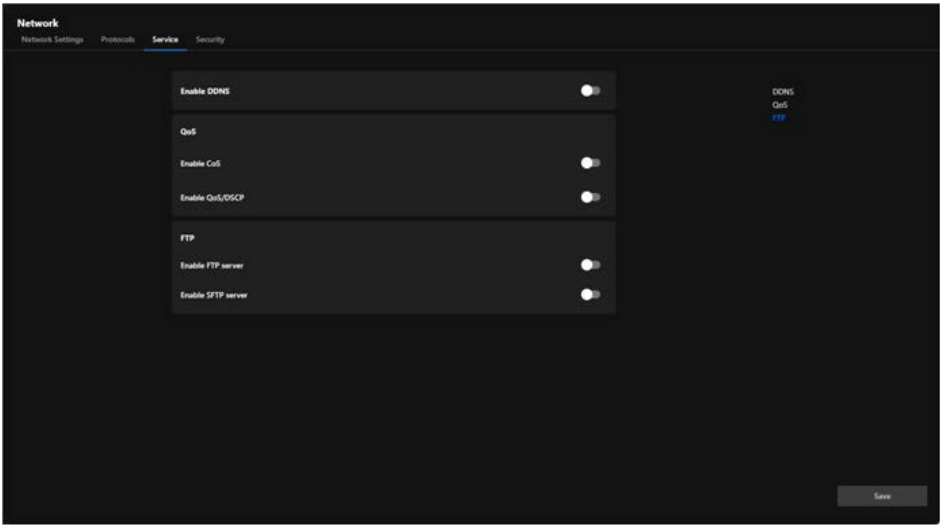 Network
Network Settings Protocols Service Security
Enable DDNS
QoS
Enable CoS
Enable QoS/DSCP
FTP
Enable FTP server
Enable SFTP server
DDNS
QoS
FTP
Save